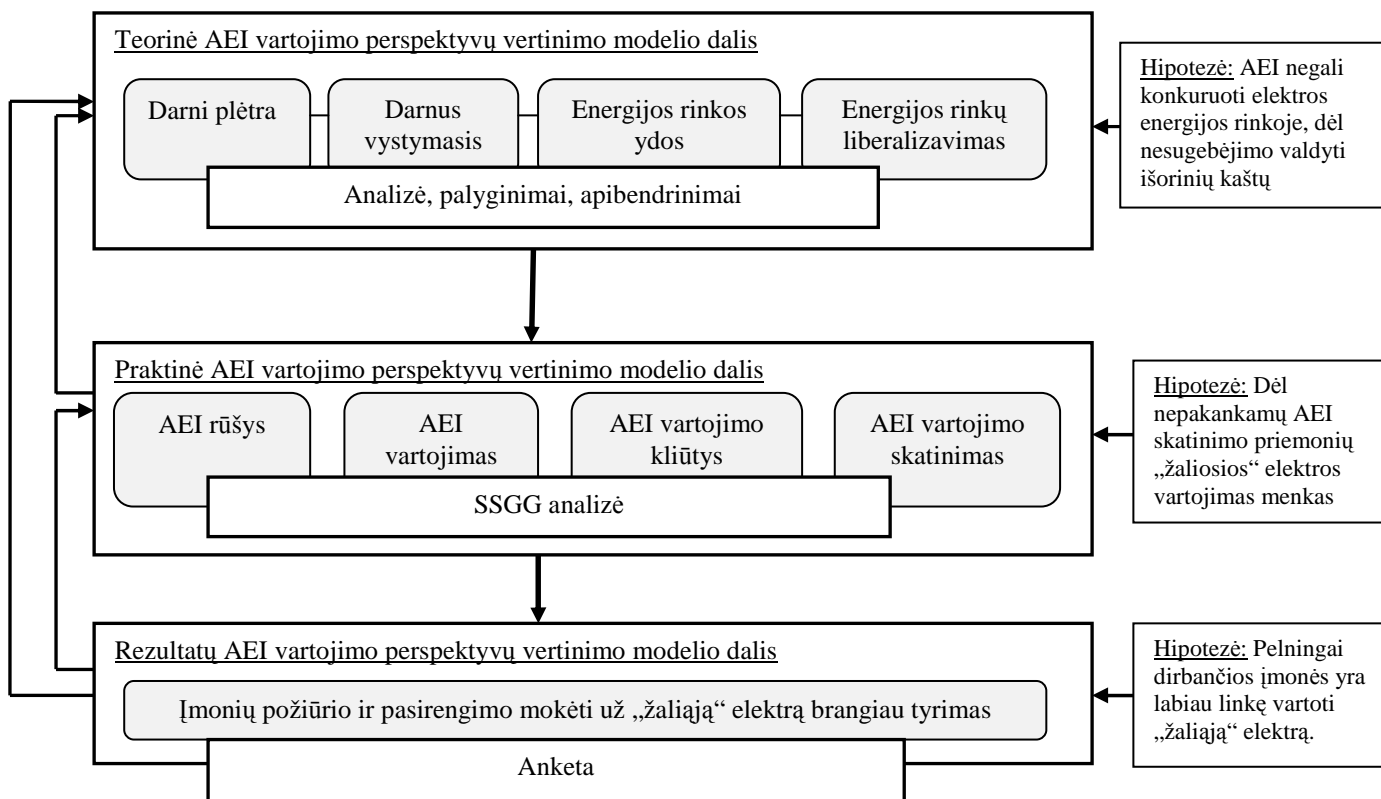 Teorinė AEI vartojimo perspektyvų vertinimo modelio dalis
Darni plėtra
Darnus
vystymasis
Energijos rinkos
ydos
Energijos rinkų
liberalizavimas
Analizė, palyginimai, apibendrinimai
Hipotezė: AEI negali
konkuruoti elektros
energijos rinkoje, dėl
nesugebėjimo valdyti
išorinių kaštų
Praktinė AEI vartojimo perspektyvų vertinimo modelio dalis
AEI rūšys
AEI
vartojimas
AEI vartojimo
kliūtys
AEI vartojimo
skatinimas
SSGG analizė
Hipotezė: Dėl
nepakankamų AEI
skatinimo priemonių
„žaliosios“ elektros
vartojimas menkas
Rezultatų AEI vartojimo perspektyvų vertinimo modelio dalis
Įmonių požiūrio ir pasirengimo mokėti už „žaliąją“ elektrą brangiau tyrimas
Anketa
Hipotezė: Pelningai
dirbančios įmonės yra
labiau linkę vartoti
„žaliąją“ elektrą.